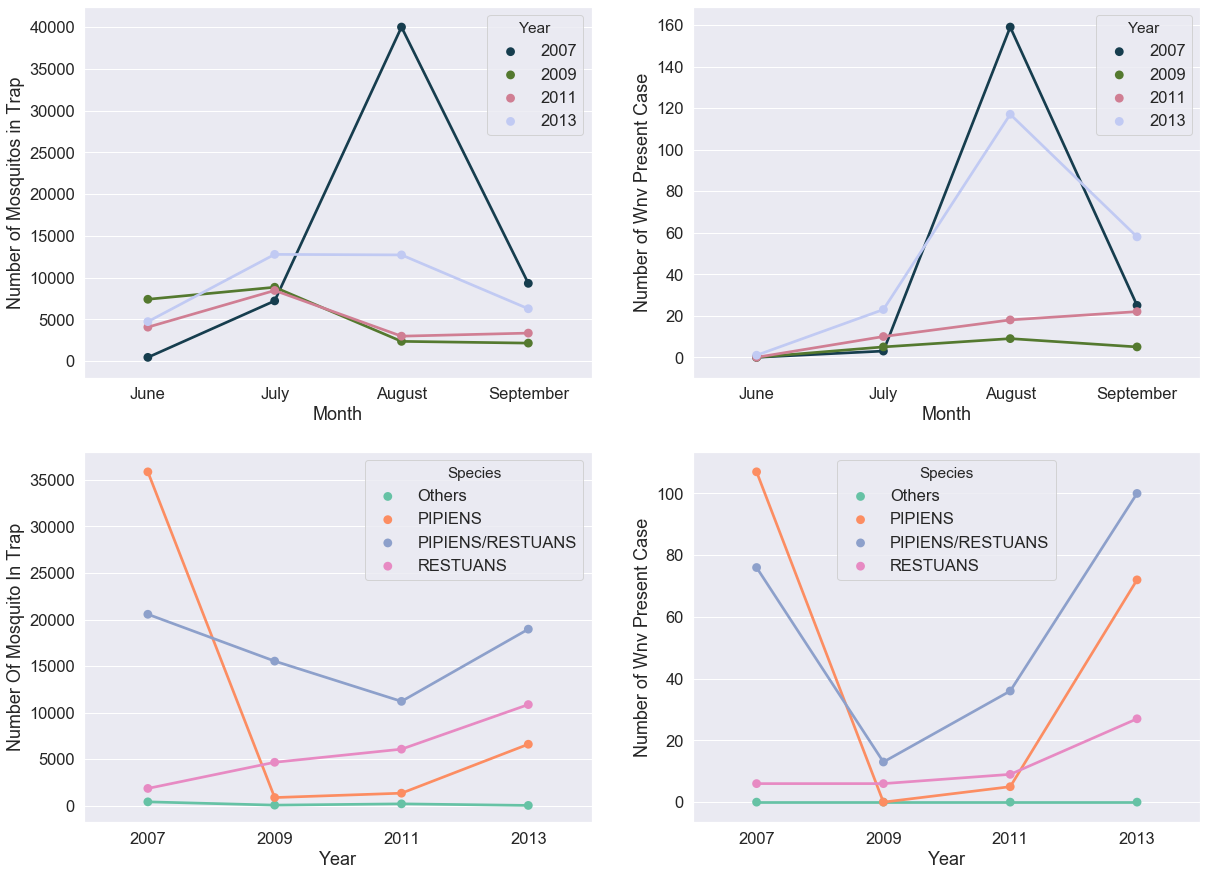 40000
35000
30000
25000
20000
15000
10000
5000
0
Number of Mosquitos in Trap
Year
2007
2009
2011
2013
June July August September
Month
160
140
120
100
80
60
40
20
0
Number of Wnv Present Case
Year
2007
2009
2011
2013
June July August September
Month
35000
30000
25000
20000
15000
10000
5000
0
Number Of Mosquito In Trap
Species
Others
PIPIENS
PIPIENS/RESTUANS
RESTUANS
2007 2009 2011 2013
Year
100
80
60
40
20
0
Number of Wnv Present Case
Species
Others
PIPIENS
PIPIENS/RESTUANS
RESTUANS
2007 2009 2011 2013
Year